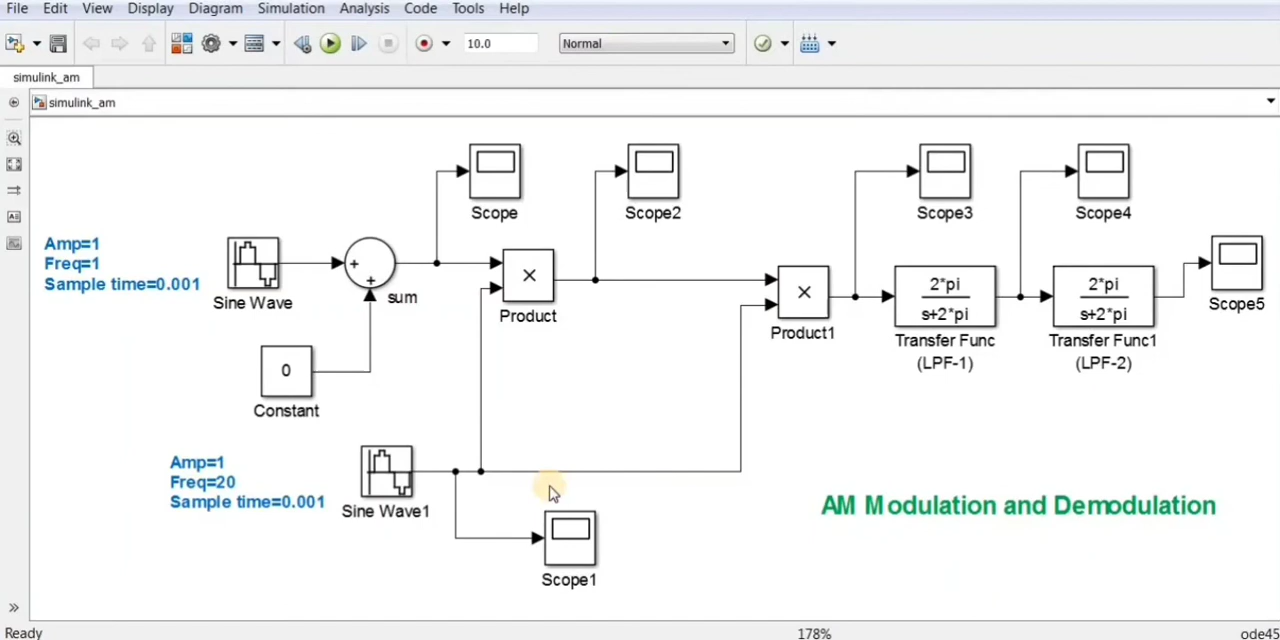 File Edit View Display Diagram Simulation Analysis Code Tools Help
10.0 Normal
simulink_am
simulink_am
Scope
Scope2
Scope3
Scope4
Amp=1
Freq=1
Sample time=0.001
Sine Wave
+
+
sum
×
Product
×
Product1
2*pi
s+2*pi
Transfer Func
(LPF-1)
2*pi
s+2*pi
Transfer Func1
(LPF-2)
Scope5
0
Constant
Amp=1
Freq=20
Sample time=0.001
Sine Wave1
Scope1
AM Modulation and Demodulation
Ready 178% ode45